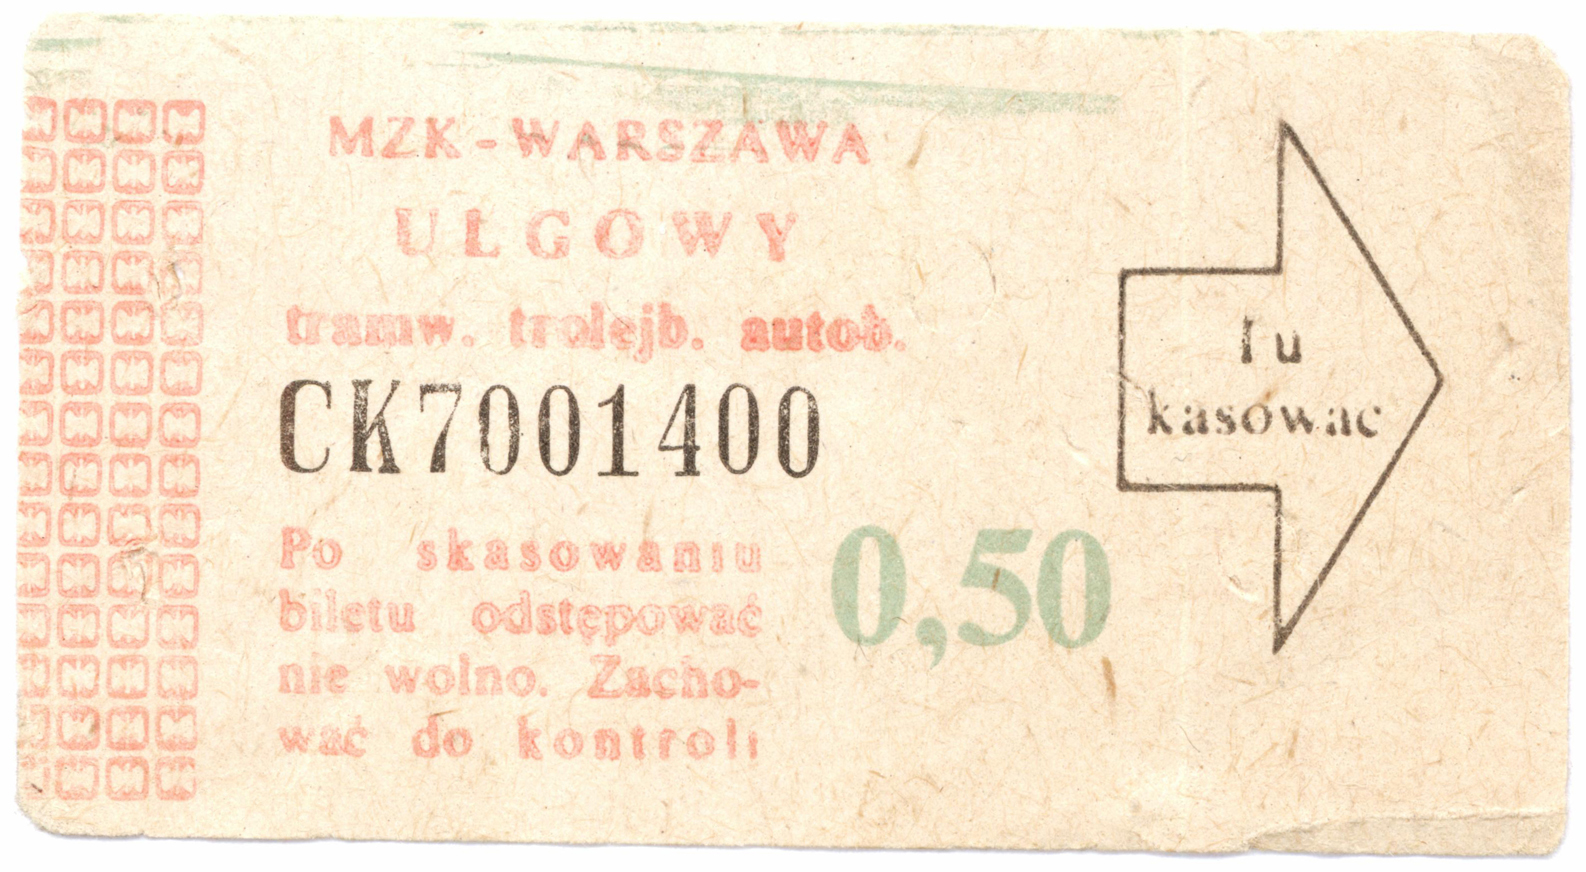 MZK-WARSZAWA
UŁGOWY
tramw. trolejb. autob.
CK7001400
Po skasowaniu
biletu odstępować
nie wolno. Zacho-
wać do kontroli
0,50
Tu
kasować